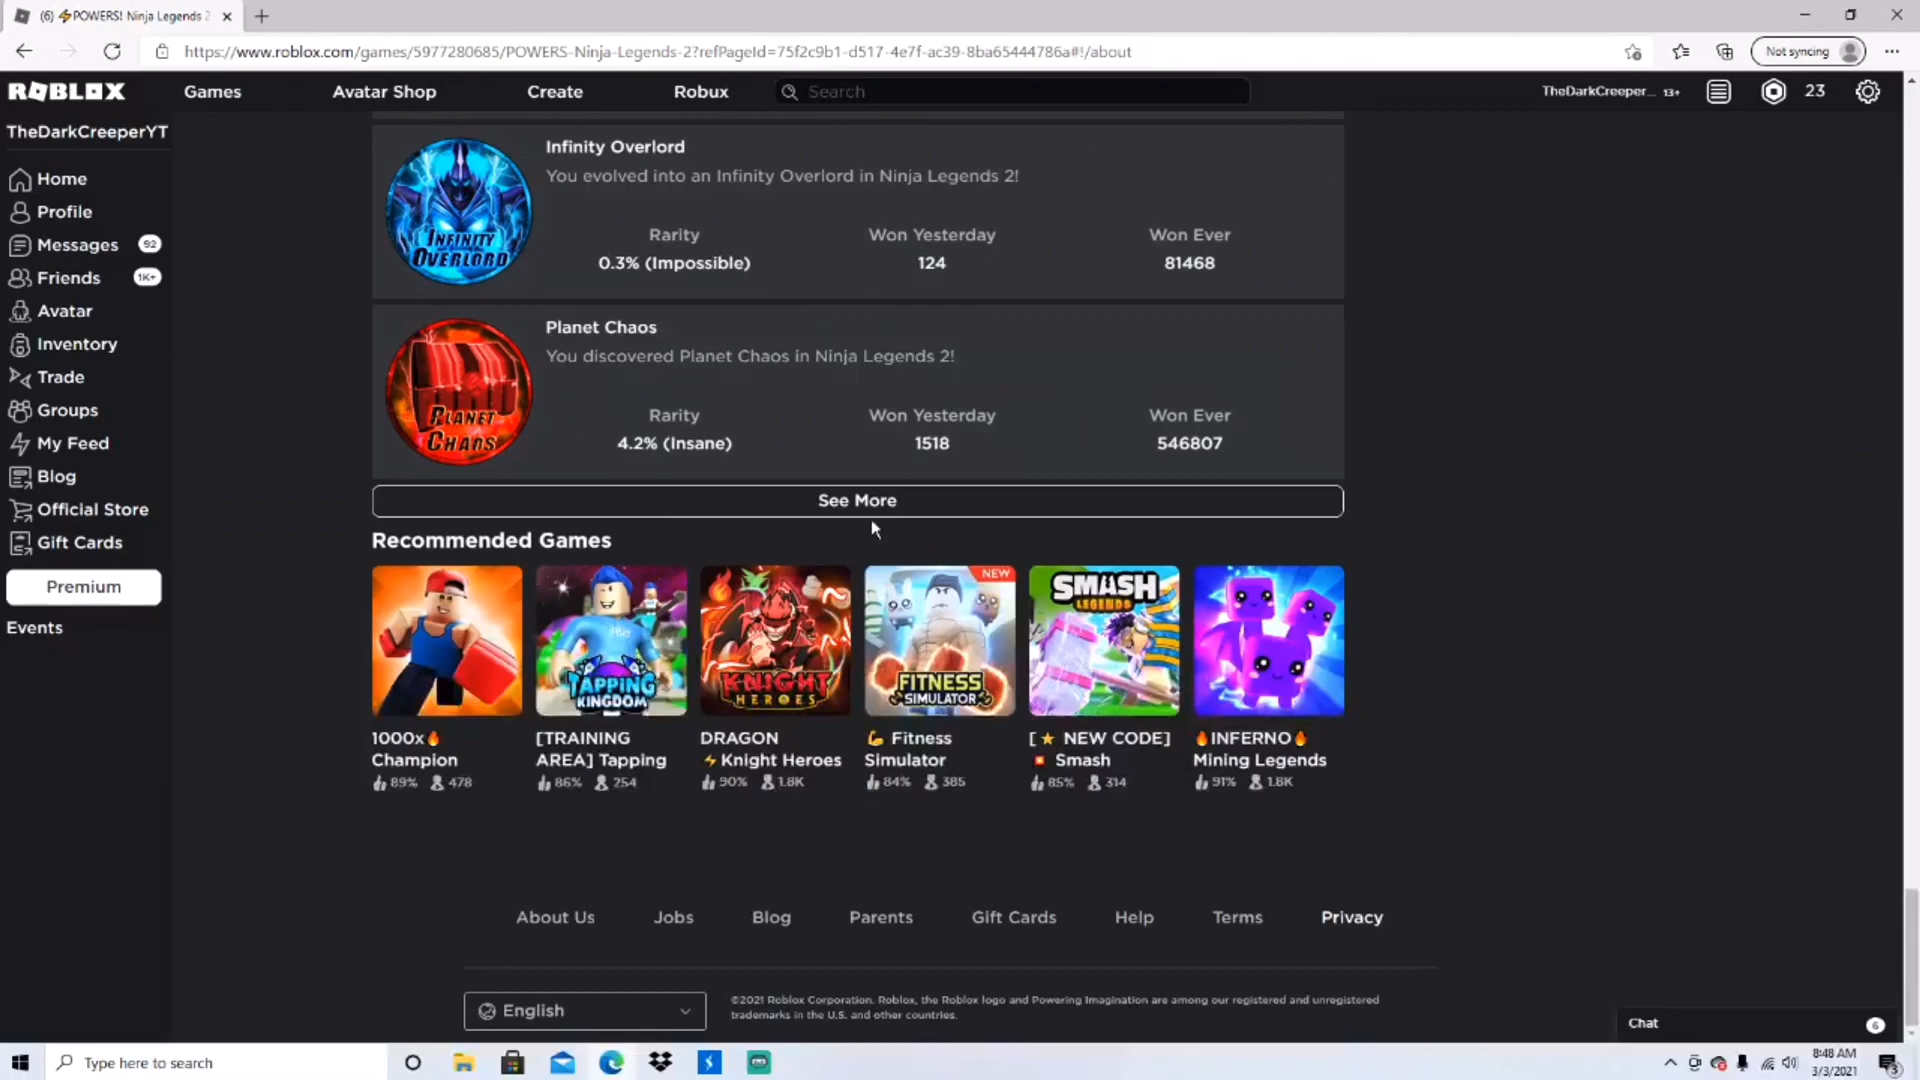 (6) ⚡POWERS! Ninja Legends 2
https://www.roblox.com/games/5977280685/POWERS-Ninja-Legends-2?refPageId=75f2c9b1-d517-4e7f-ac39-8ba65444786a#!/about
Not syncing
ROBLOX
Games
Avatar Shop
Create
Robux
Search
TheDarkCreeper... 13+
23
TheDarkCreeperYT
Home
Profile
Messages 92
Friends 1K+
Avatar
Inventory
Trade
Groups
My Feed
Blog
Official Store
Gift Cards
Premium
Events
INFINITY
OVERLORD
Infinity Overlord
You evolved into an Infinity Overlord in Ninja Legends 2!
Rarity Won Yesterday Won Ever
0.3% (Impossible) 124 81468
PLANET
CHAOS
Planet Chaos
You discovered Planet Chaos in Ninja Legends 2!
Rarity Won Yesterday Won Ever
4.2% (Insane) 1518 546807
See More
Recommended Games
TAPPING
KINGDOM
KNIGHT
HEROES
NEW
FITNESS
SIMULATOR
SMASH
LEGENDS
1000x🔥
Champion
89% 478
[TRAINING
AREA] Tapping
86% 254
DRAGON
⚡Knight Heroes
90% 1.8K
💪 Fitness
Simulator
84% 385
[⭐ NEW CODE]
💥 Smash
85% 314
🔥INFERNO🔥
Mining Legends
91% 1.8K
About Us Jobs Blog Parents Gift Cards Help Terms Privacy
English
©2021 Roblox Corporation. Roblox, the Roblox logo and Powering Imagination are among our registered and unregistered
trademarks in the U.S. and other countries.
Chat 6
Type here to search
8:48 AM
3/3/2021
3